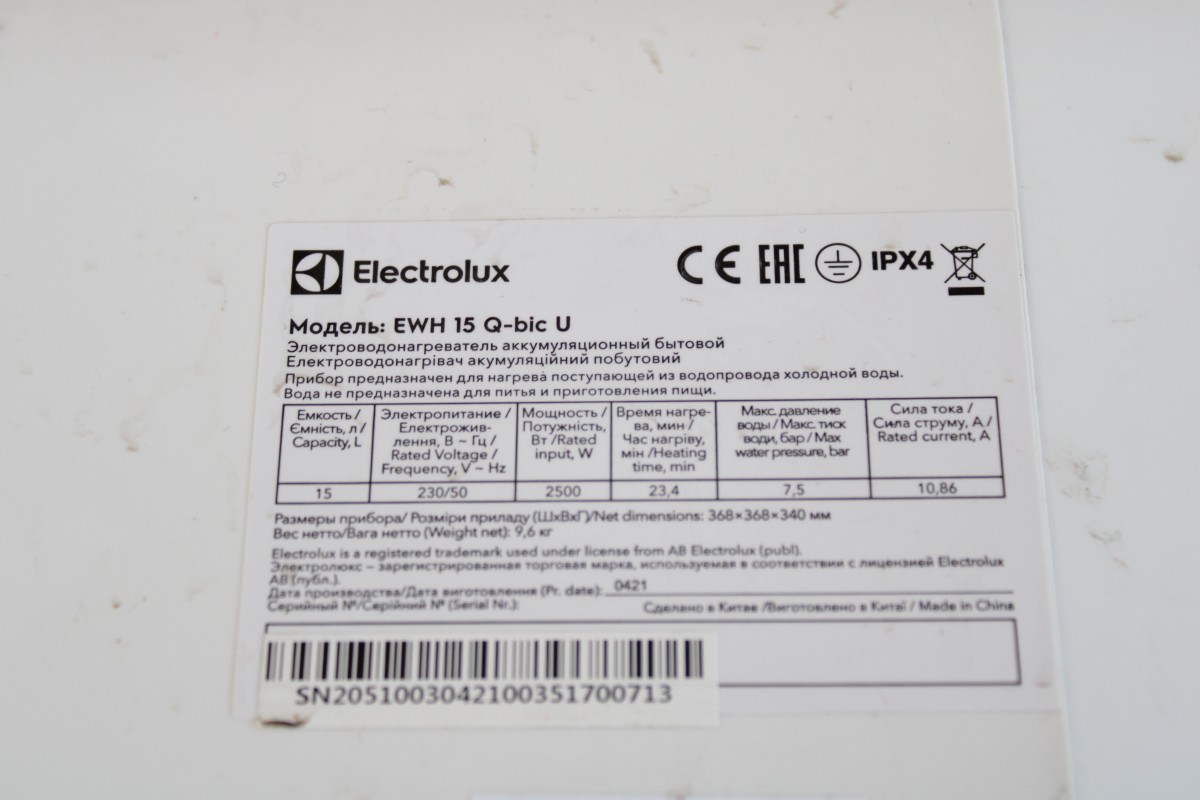 Electrolux CE EAC IPX4
Модель: EWH 15 Q-bic U
Электроводонагреватель аккумуляционный бытовой
Електроводонагрівач акумуляційний побутовий
Прибор предназначен для нагрева поступающей из водопровода холодной воды.
Вода не предназначена для питья и приготовления пищи.
Емкость /
Ємність, л /
Capacity, L
Электропитание /
Електрожив-
лення, В ~ Гц /
Rated Voltage /
Frequency, V ~ Hz
Мощность /
Потужність,
Вт /Rated
input, W
Время нагре-
ва, мин /
Час нагріву,
мін /Heating
time, min
Макс. давление
воды / Макс. тиск
води, бар / Max
water pressure, bar
Сила тока /
Сила струму, А /
Rated current, A
15 230/50 2500 23,4 7,5 10,86
Размеры прибора/ Розміри приладу (ШхВхГ)/Net dimensions: 368×368×340 мм
Вес нетто/Вага нетто (Weight net): 9,6 кг
Electrolux is a registered trademark used under license from AB Electrolux (publ).
Электролюкс – зарегистрированная торговая марка, используемая в соответствии с лицензией Electrolux
AB (публ.).
Дата производства/Дата виготовлення (Pr. date): 0421
Серийный №/Серійний № (Serial Nr.): Сделано в Китае /Виготовлено в Китаї / Made in China
SN20510030421003517​00713